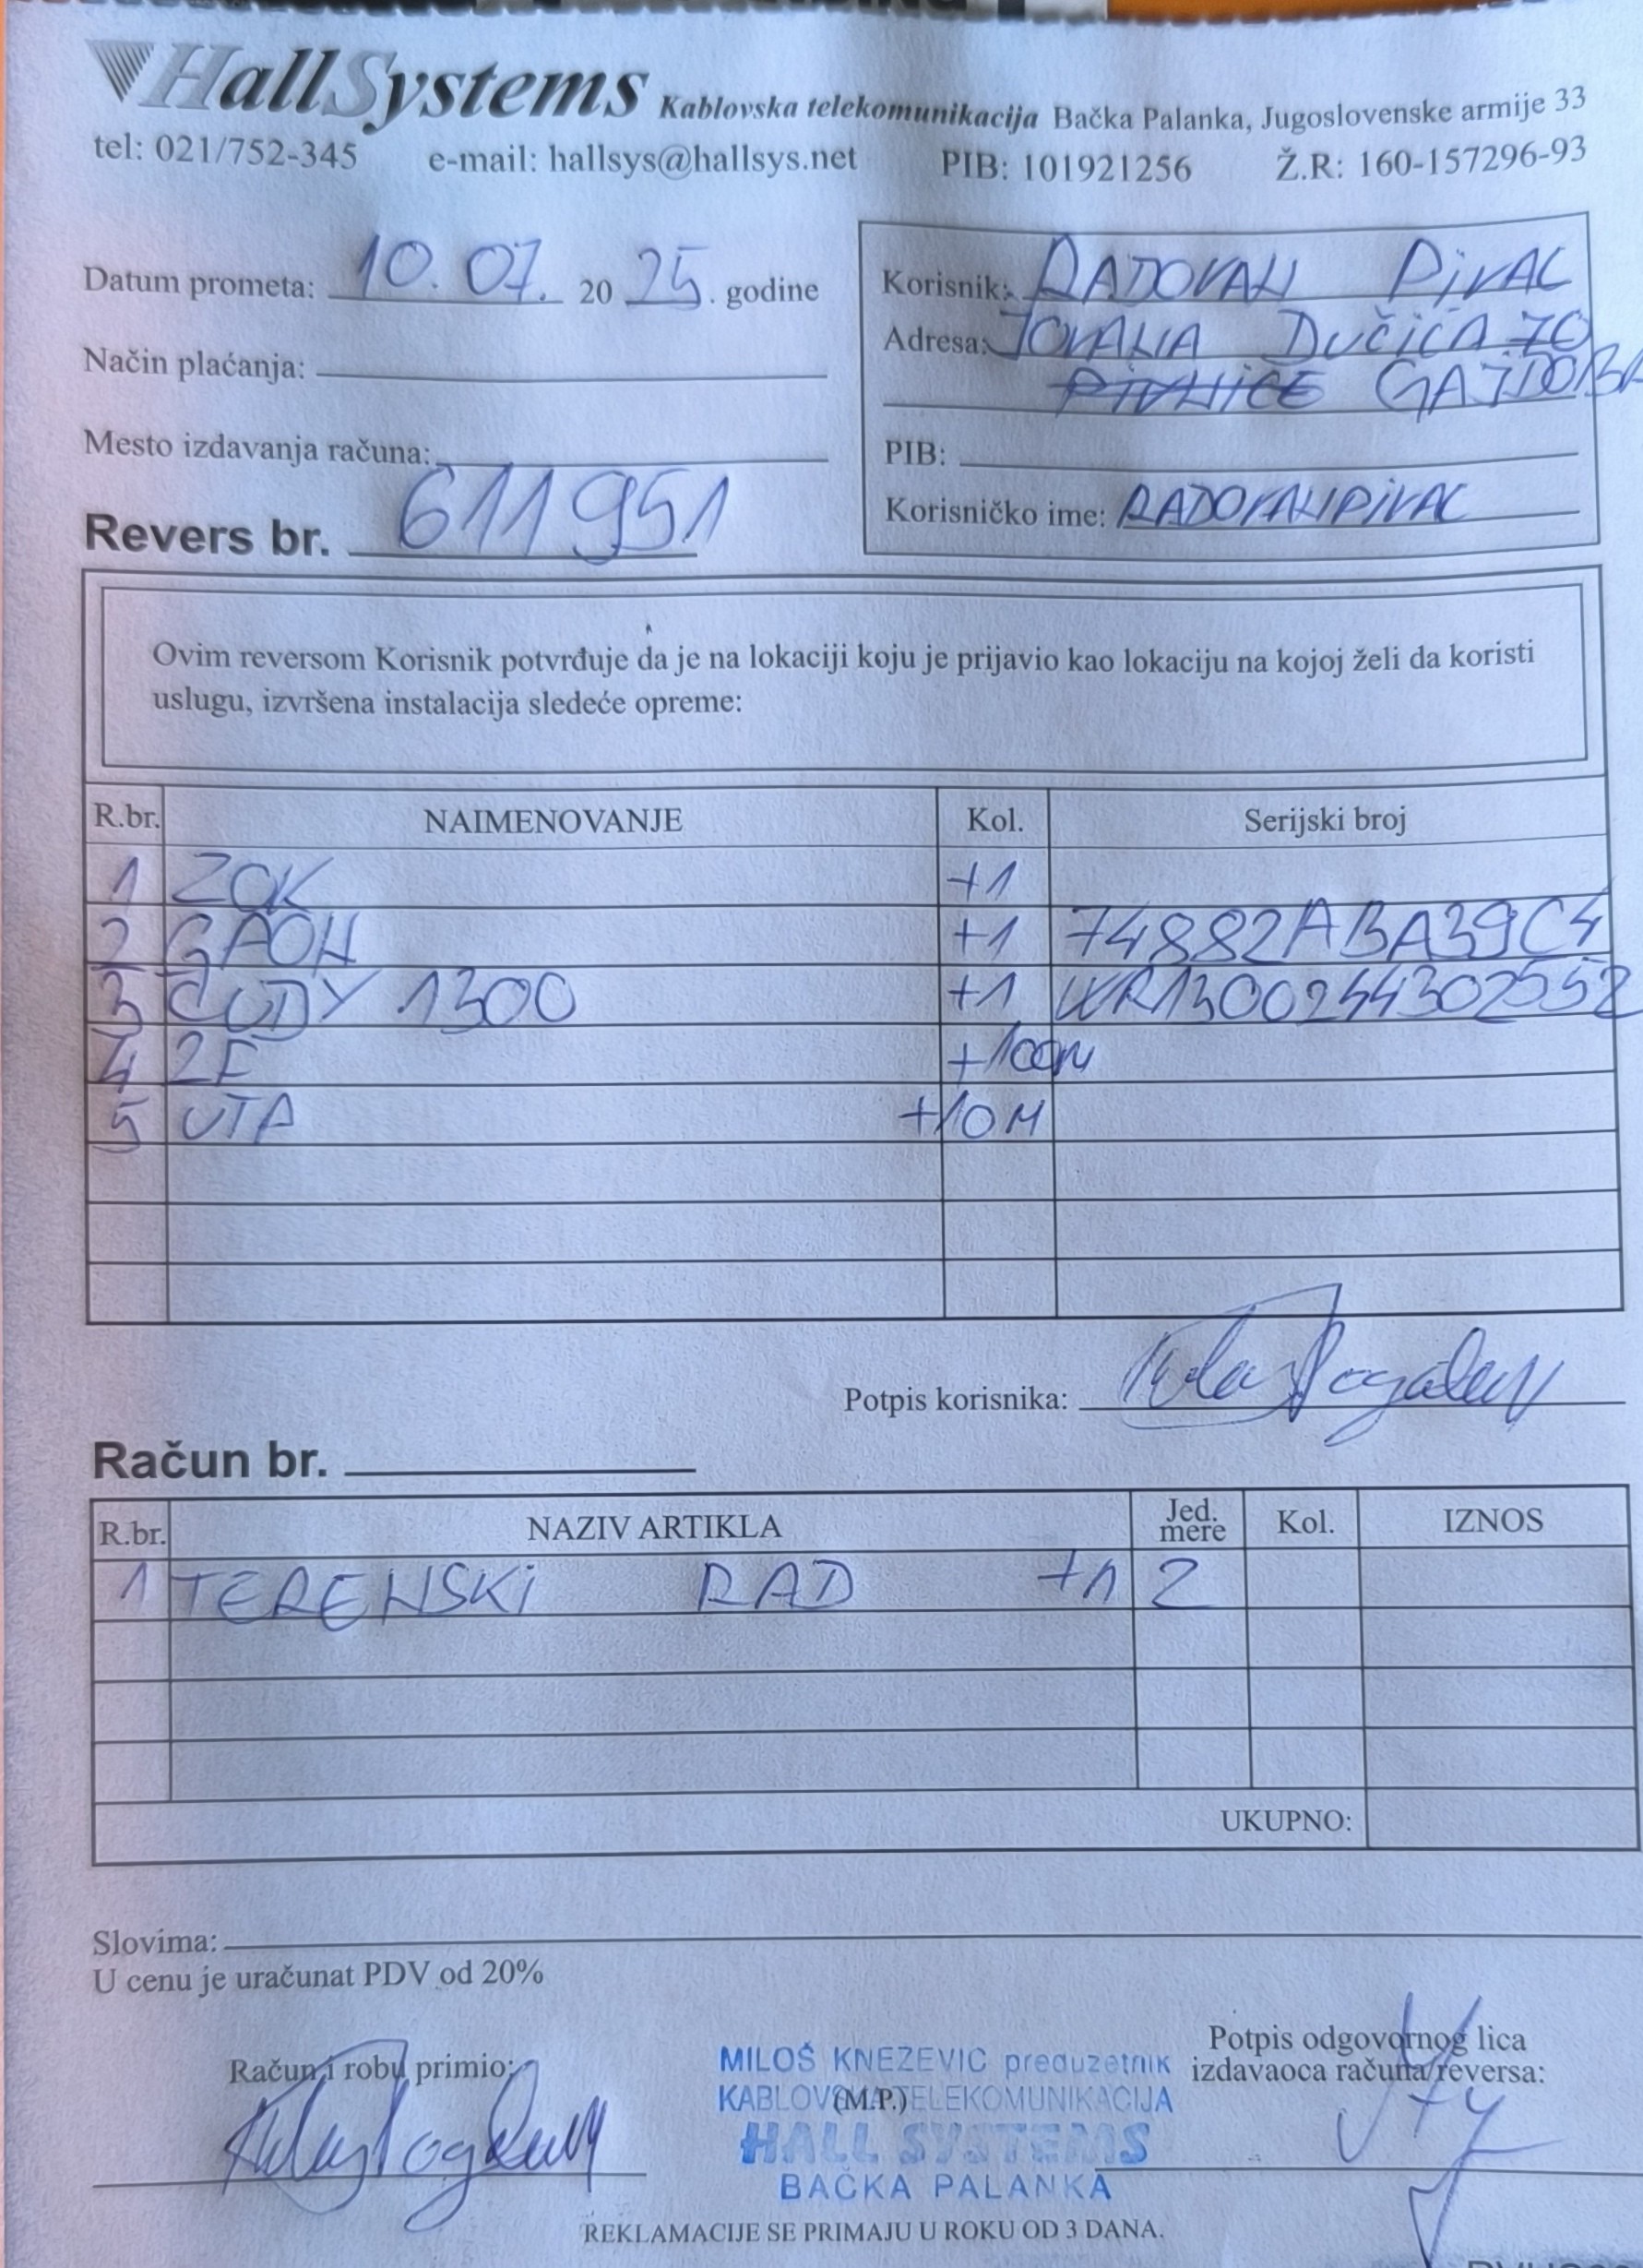 HallSystems Kablovska telekomunikacija Bačka Palanka, Jugoslovenske armije 33
tel: 021/752-345 e-mail: hallsys@hallsys.net PIB: 101921256 Ž.R: 160-157296-93
Datum prometa: 10.07. 20 25. godine
Način plaćanja:
Mesto izdavanja računa:
Revers br. 611951
Korisnik: RADOVAN PIVAC
Adresa: JOVANA DUČIĆA 70
PIVNICE GAJDOBRA
PIB:
Korisničko ime: RADOVANPIVAC
Ovim reversom Korisnik potvrđuje da je na lokaciji koju je prijavio kao lokaciju na kojoj želi da koristi
uslugu, izvršena instalacija sledeće opreme:
R.br. NAIMENOVANJE Kol. Serijski broj
1 ZOK +1
2 GPON +1 74882ABA39C4
3 CUDY 1300 +1 WR1300244302552
4 2F +100M
5 UTP +10M
Potpis korisnika:
Račun br.
R.br. NAZIV ARTIKLA Jed. mere Kol. IZNOS
1 TERENSKI RAD +1 2
UKUPNO:
Slovima:
U cenu je uračunat PDV od 20%
Račun i robu primio:
MILOŠ KNEZEVIC preduzetnik
KABLOVSKA TELEKOMUNIKACIJA
(M.P.)
HALL SYSTEMS
BAČKA PALANKA
Potpis odgovornog lica
izdavaoca računa/reversa:
REKLAMACIJE SE PRIMAJU U ROKU OD 3 DANA.